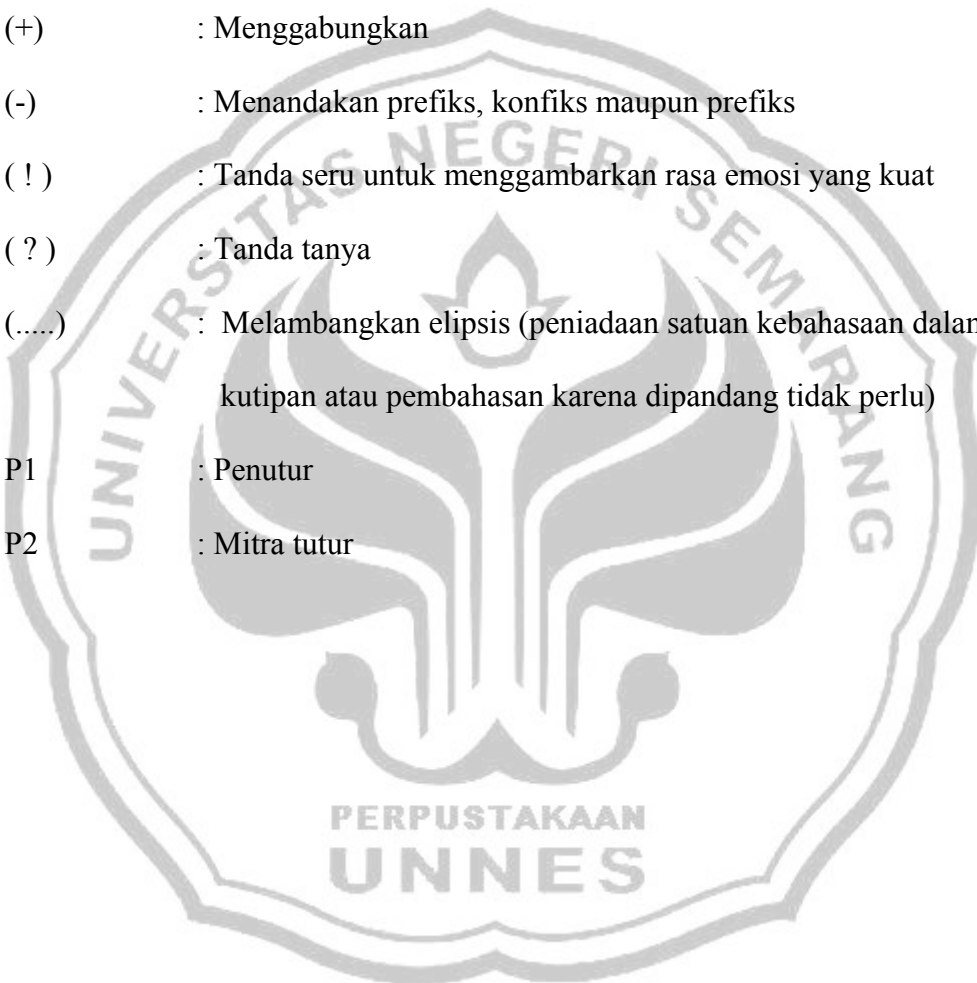 (+) : Menggabungkan
(-) : Menandakan prefiks, konfiks maupun prefiks
( ! ) : Tanda seru untuk menggambarkan rasa emosi yang kuat
( ? ) : Tanda tanya
(.....) : Melambangkan elipsis (peniadaan satuan kebahasaan
kutipan atau pembahasan karena dipandang tidak perlu)
P1 : Penutur
P2 : Mitra tutur
UNIVERSITAS NEGERI SEMARANG
PERPUSTAKAAN
UNNES